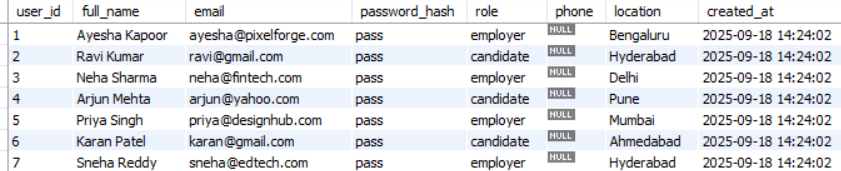 user_id full_name email password_hash role phone location created_at
1 Ayesha Kapoor ayesha@pixelforge.com pass employer NULL Bengaluru 2025-09-18 14:24:02
2 Ravi Kumar ravi@gmail.com pass candidate NULL Hyderabad 2025-09-18 14:24:02
3 Neha Sharma neha@fintech.com pass employer NULL Delhi 2025-09-18 14:24:02
4 Arjun Mehta arjun@yahoo.com pass candidate NULL Pune 2025-09-18 14:24:02
5 Priya Singh priya@designhub.com pass employer NULL Mumbai 2025-09-18 14:24:02
6 Karan Patel karan@gmail.com pass candidate NULL Ahmedabad 2025-09-18 14:24:02
7 Sneha Reddy sneha@edtech.com pass employer NULL Hyderabad 2025-09-18 14:24:02